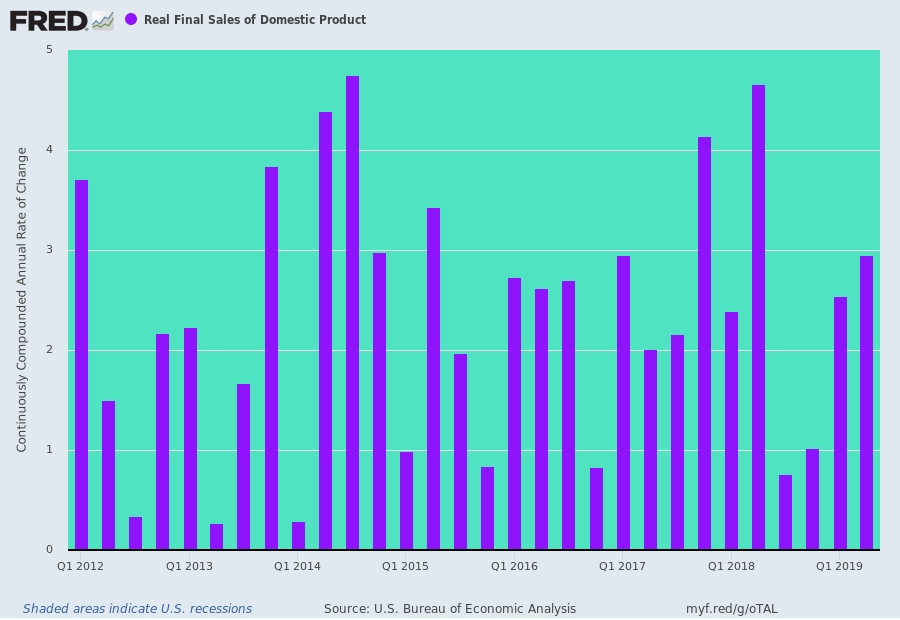 FRED
Real Final Sales of Domestic Product
Continuously Compounded Annual Rate of Change
5
4
3
2
1
0
Q1 2012 Q1 2013 Q1 2014 Q1 2015 Q1 2016 Q1 2017 Q1 2018 Q1 2019
Shaded areas indicate U.S. recessions Source: U.S. Bureau of Economic Analysis myf.red/g/oTAL